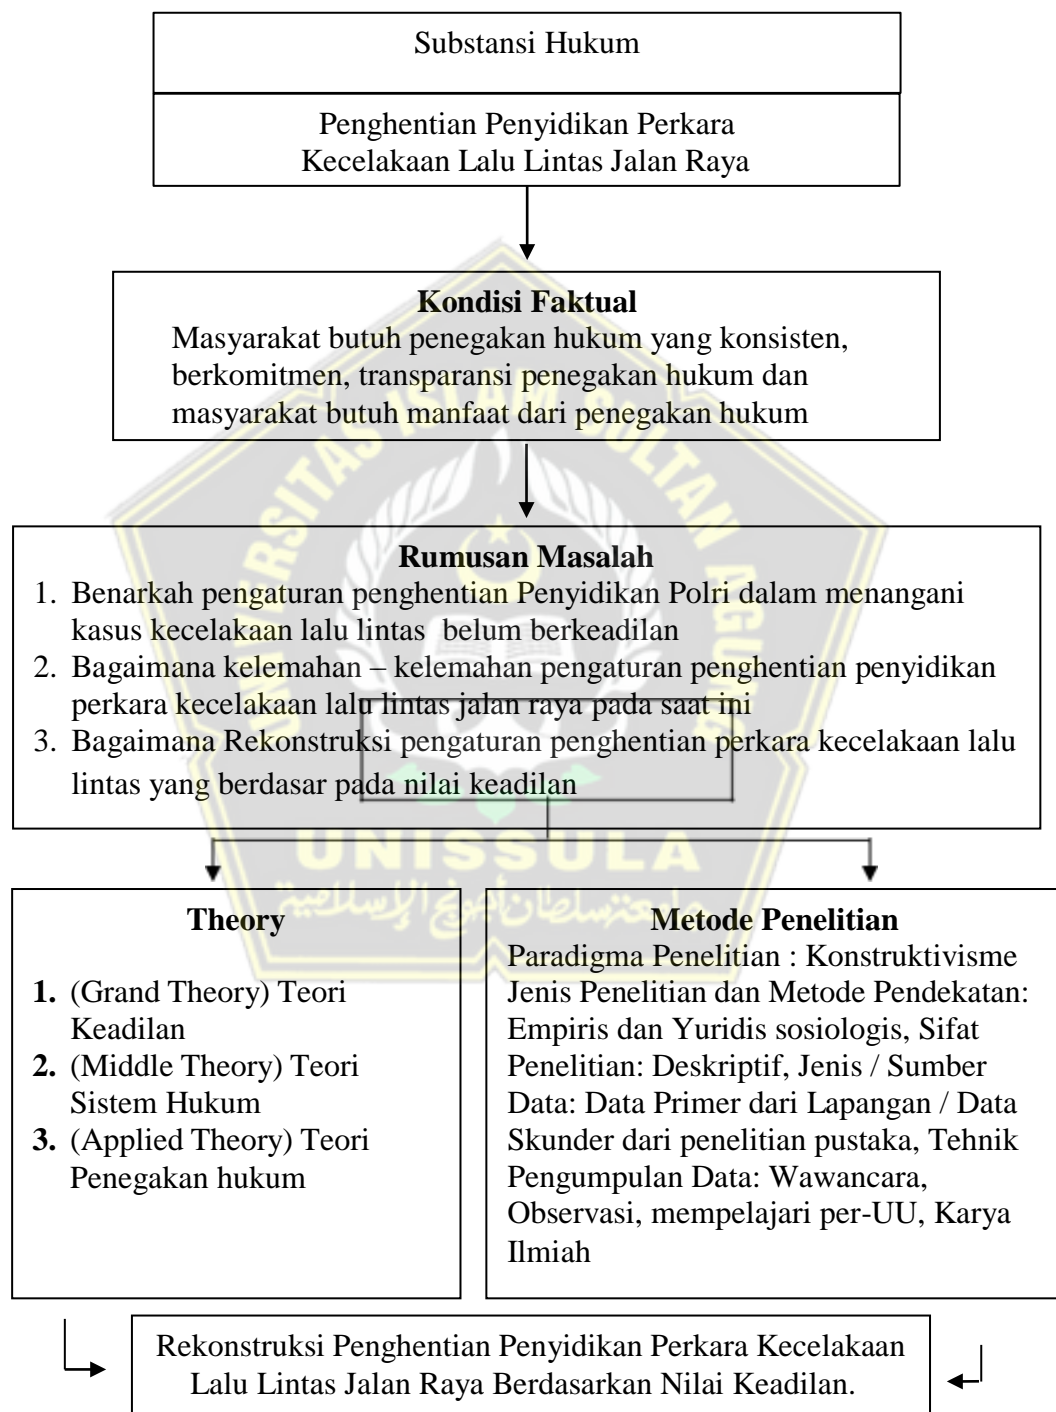 Substansi Hukum
Penghentian Penyidikan Perkara
Kecelakaan Lalu Lintas Jalan Raya
Kondisi Faktual
Masyarakat butuh penegakan hukum yang konsisten,
berkomitmen, transparansi penegakan hukum dan
masyarakat butuh manfaat dari penegakan hukum
Rumusan Masalah
1. Benarkah pengaturan penghentian Penyidikan Polri dalam menangani
kasus kecelakaan lalu lintas belum berkeadilan
2. Bagaimana kelemahan – kelemahan pengaturan penghentian penyidikan
perkara kecelakaan lalu lintas jalan raya pada saat ini
3. Bagaimana Rekonstruksi pengaturan penghentian perkara kecelakaan lalu
lintas yang berdasar pada nilai keadilan
Theory
1. (Grand Theory) Teori
Keadilan
2. (Middle Theory) Teori
Sistem Hukum
3. (Applied Theory) Teori
Penegakan hukum
Metode Penelitian
Paradigma Penelitian : Konstruktivisme
Jenis Penelitian dan Metode Pendekatan:
Empiris dan Yuridis sosiologis, Sifat
Penelitian: Deskriptif, Jenis / Sumber
Data: Data Primer dari Lapangan / Data
Skunder dari penelitian pustaka, Tehnik
Pengumpulan Data: Wawancara,
Observasi, mempelajari per-UU, Karya
Ilmiah
Rekonstruksi Penghentian Penyidikan Perkara Kecelakaan
Lalu Lintas Jalan Raya Berdasarkan Nilai Keadilan.
UNIVERSITAS ISLAM SULTAN AGUNG
UNISSULA